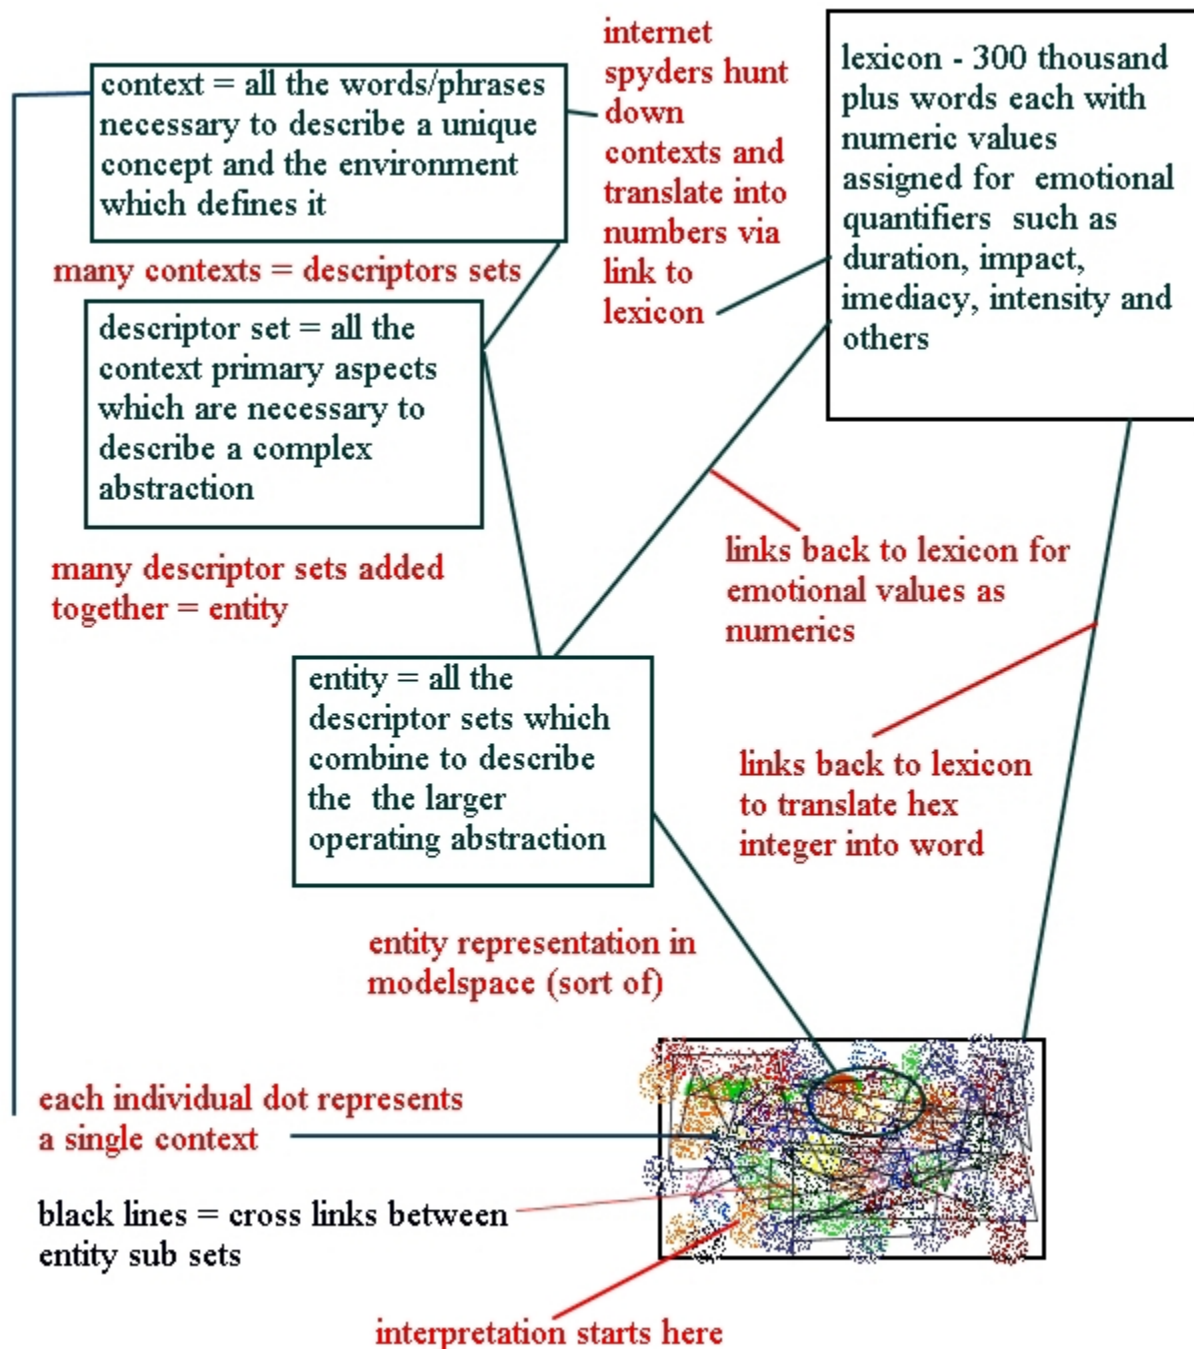 context = all the words/phrases
necessary to describe a unique
concept and the environment
which defines it
internet
spyders hunt
down
contexts and
translate into
numbers via
link to
lexicon
lexicon - 300 thousand
plus words each with
numeric values
assigned for emotional
quantifiers such as
duration, impact,
imediacy, intensity and
others
many contexts = descriptors sets
descriptor set = all the
context primary aspects
which are necessary to
describe a complex
abstraction
many descriptor sets added
together = entity
links back to lexicon for
emotional values as
numerics
entity = all the
descriptor sets which
combine to describe
the the larger
operating abstraction
links back to lexicon
to translate hex
integer into word
entity representation in
modelspace (sort of)
each individual dot represents
a single context
black lines = cross links between
entity sub sets
interpretation starts here